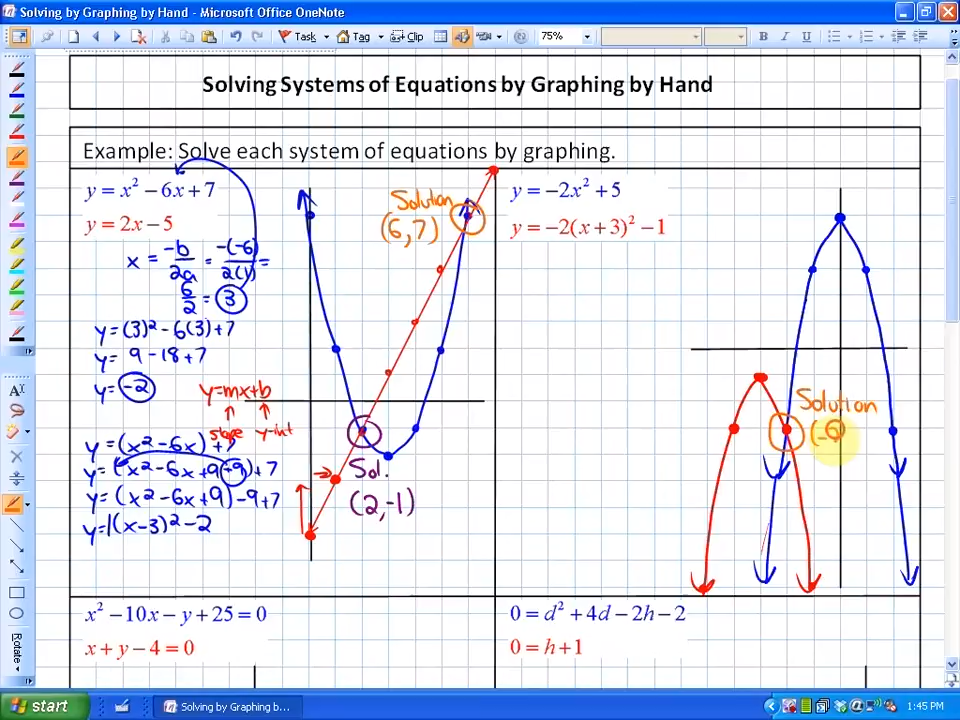 Solving by Graphing by Hand - Microsoft Office OneNote
Task Tag Clip 75% B I U
Solving Systems of Equations by Graphing by Hand
Example: Solve each system of equations by graphing.
y = x² − 6x + 7
y = 2x − 5
x = -b/2a = -(-6)/2(1) =
6/2 = 3
y = (3)² - 6(3) + 7
y = 9 - 18 + 7
y = -2
y = mx + b
slope y-int
y = (x² - 6x) + 7
y = (x² - 6x + 9 - 9) + 7
y = (x² - 6x + 9) - 9 + 7
y = 1(x - 3)² - 2
Solution
(6, 7)
Sol.
(2, -1)
y = −2x² + 5
y = −2(x + 3)² − 1
Solution
x² − 10x − y + 25 = 0
x + y − 4 = 0
0 = d² + 4d − 2h − 2
0 = h + 1
A
Rotate
start
Solving by Graphing b...
1:45 PM